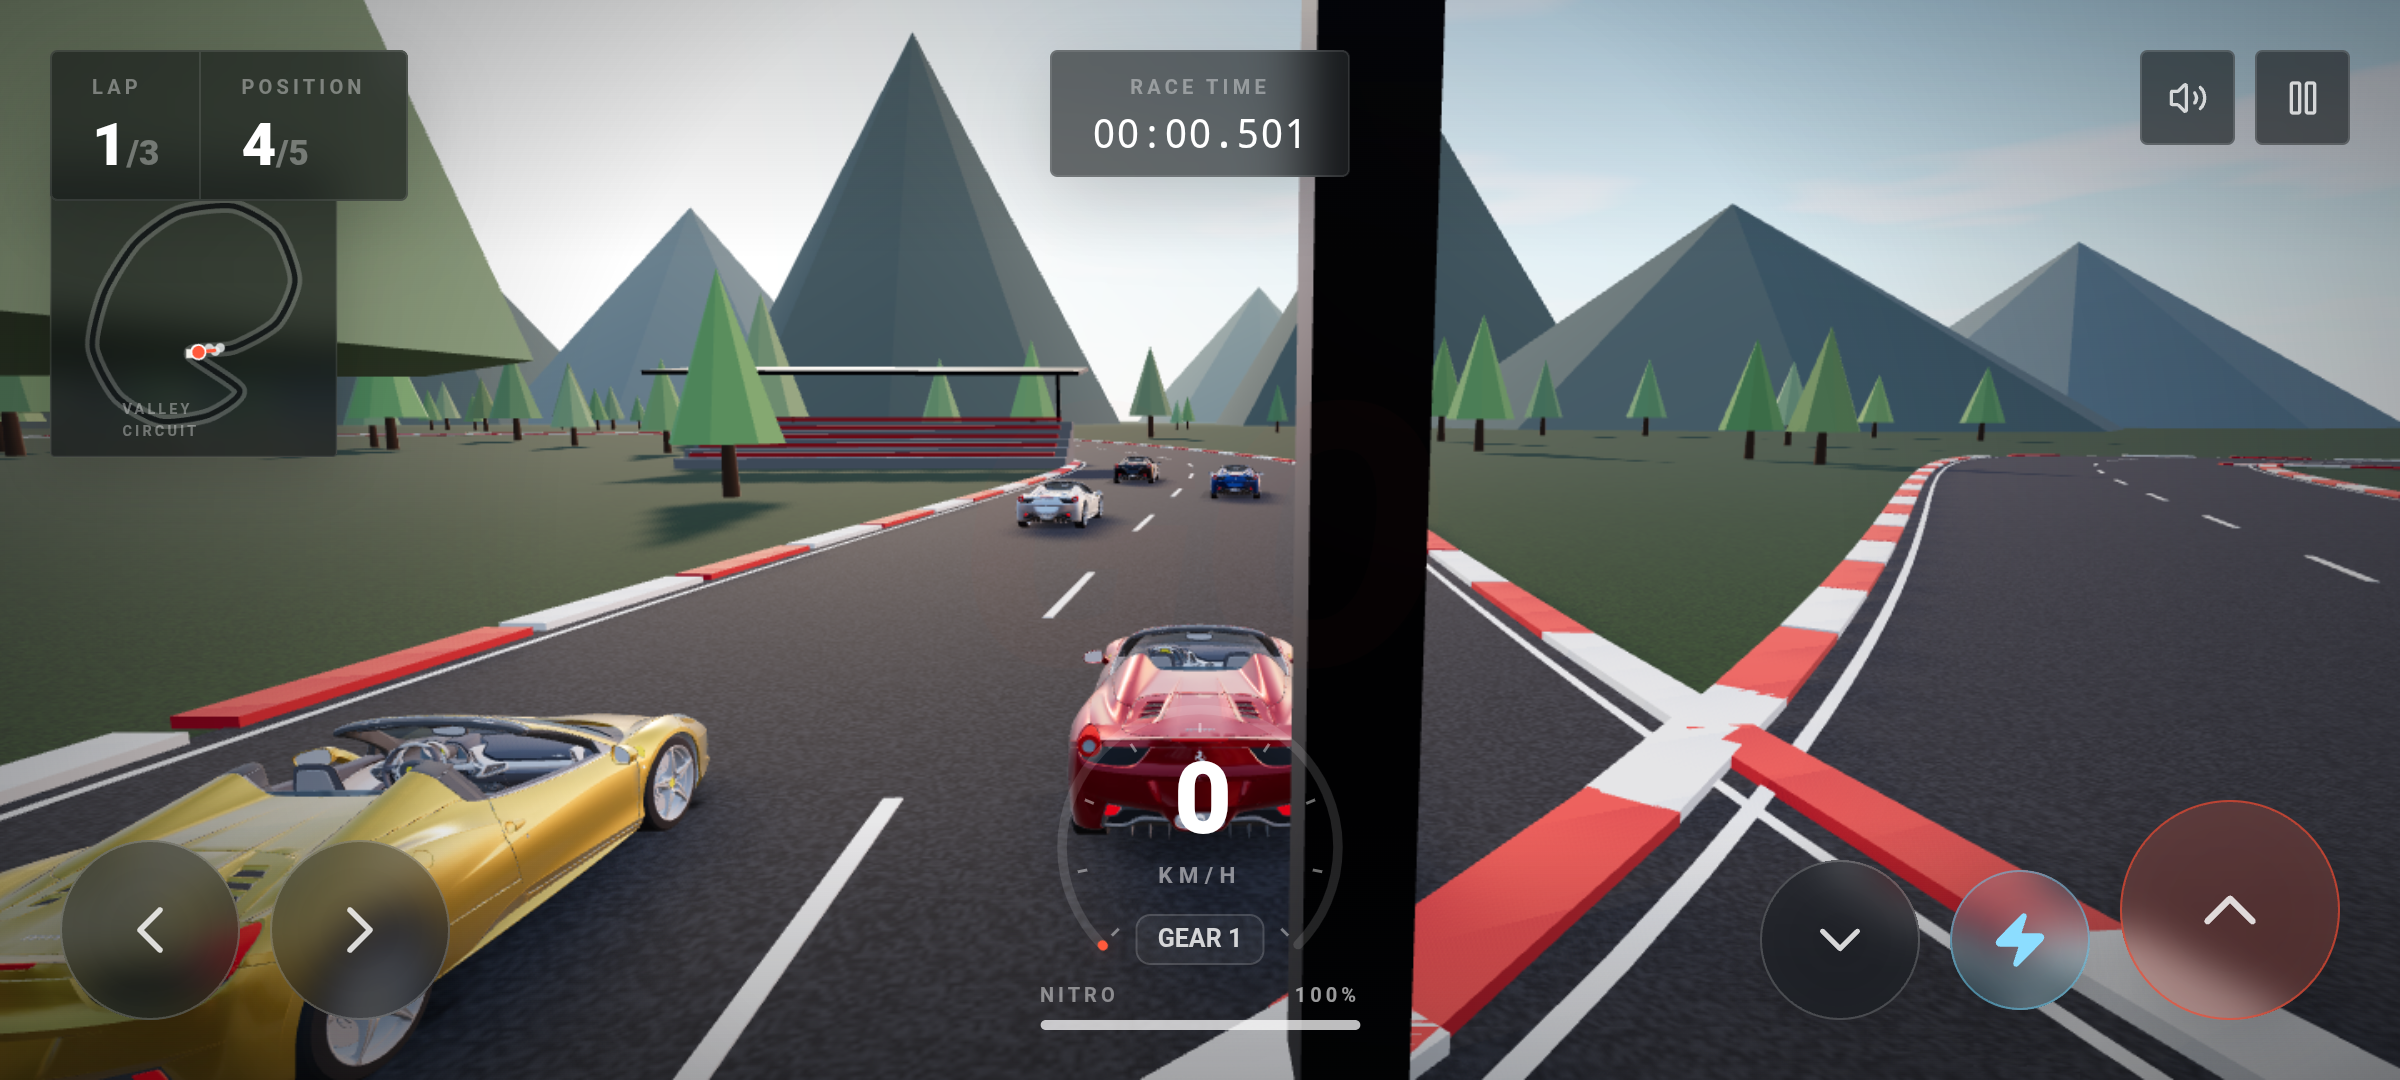 LAP
1/3
POSITION
4/5
RACE TIME
00:00.501
VALLEY
CIRCUIT
0
KM/H
GEAR 1
NITRO
100%